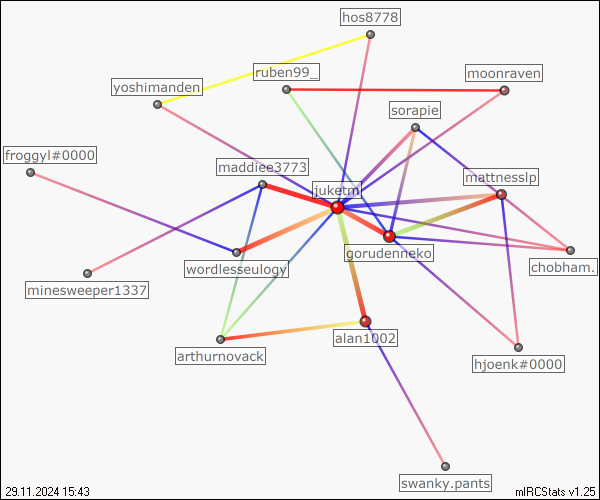 hos8778
ruben99_
moonraven
yoshimanden
sorapie
froggyl#0000
maddiee3773
mattnesslp
juketm
gorudenneko
wordlesseulogy
chobham.
minesweeper1337
alan1002
arthurnovack
hjoenk#0000
swanky.pants
29.11.2024 15:43
mIRCStats v1.25